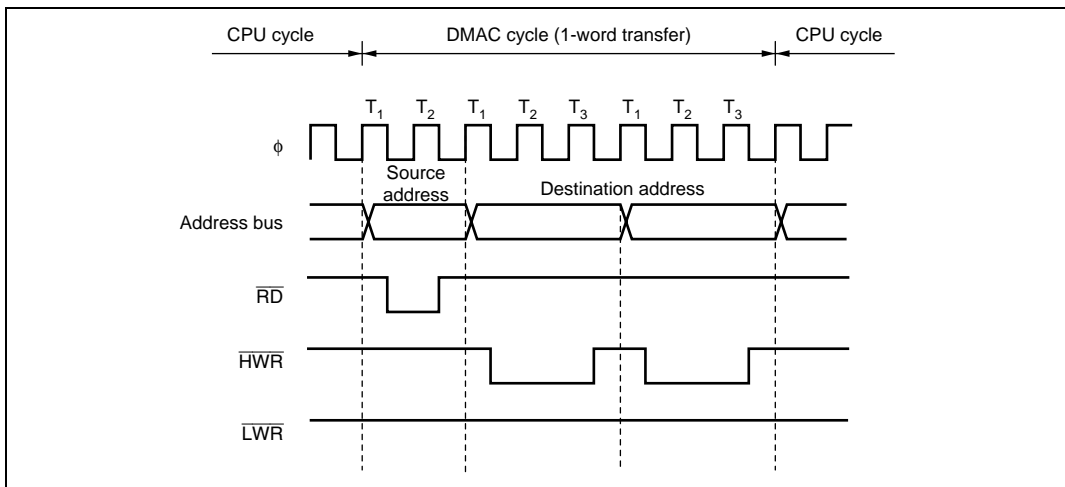 CPU cycle DMAC cycle (1-word transfer) CPU cycle
T1 T2 T1 T2 T3 T1 T2 T3
ϕ
Source
address
Destination address
Address bus
RD
HWR
LWR